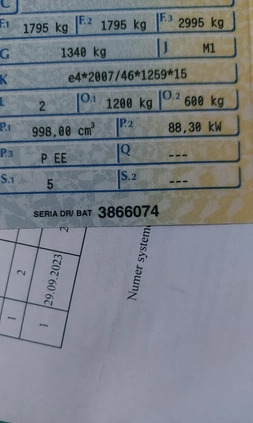 C
F.1 1795 kg F.2 1795 kg F.3 2995 kg
G 1340 kg J M1
K e4*2007/46*1259*15
L 2 O.1 1200 kg O.2 600 kg
P.1 998,00 cm³ P.2 88,30 kW
P.3 P EE Q ---
S.1 5 S.2 ---
SERIA DR/ BAT 3866074
2 2
1 1 29.09.2023
Numer system